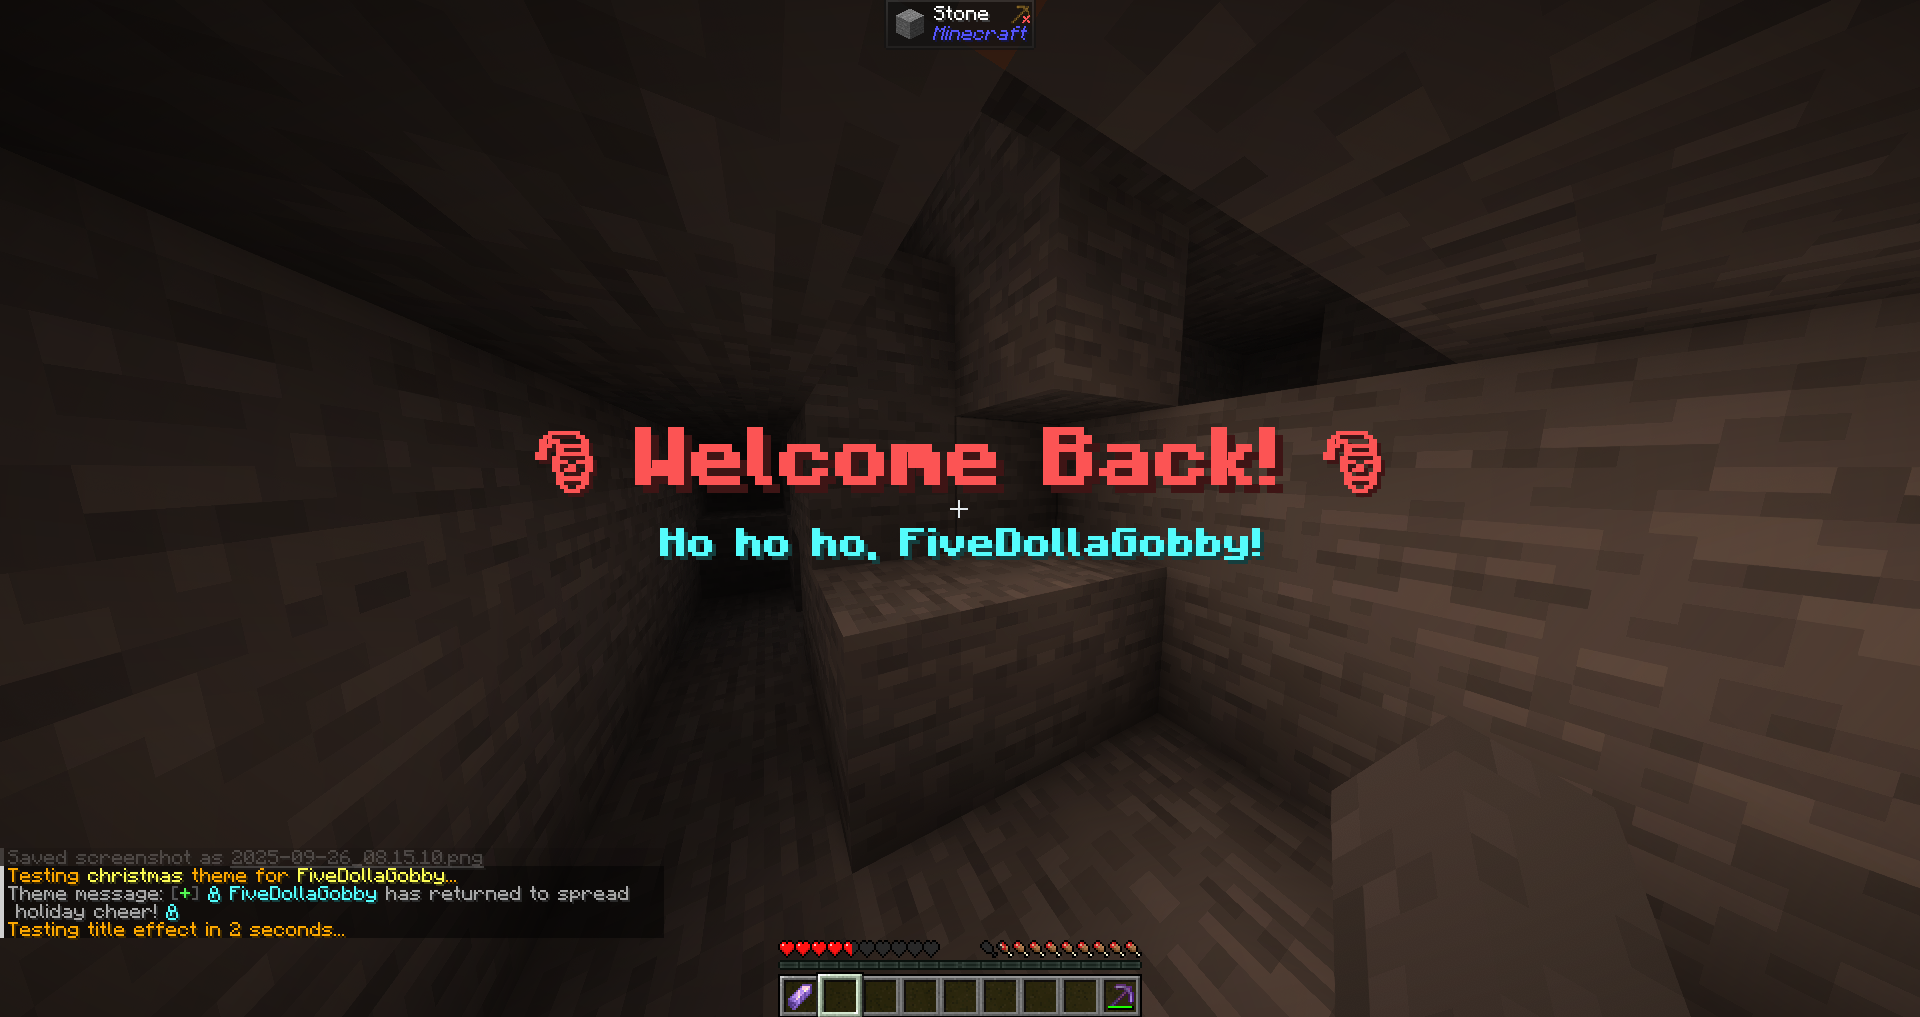 Stone
Minecraft
🎅 Welcome Back! 🎅
Ho ho ho, FiveDollaGobby!
Saved screenshot as 2025-09-26_08.15.10.png
Testing christmas theme for FiveDollaGobby...
Theme message: [+] ⛄ FiveDollaGobby has returned to spread
holiday cheer! ⛄
Testing title effect in 2 seconds...